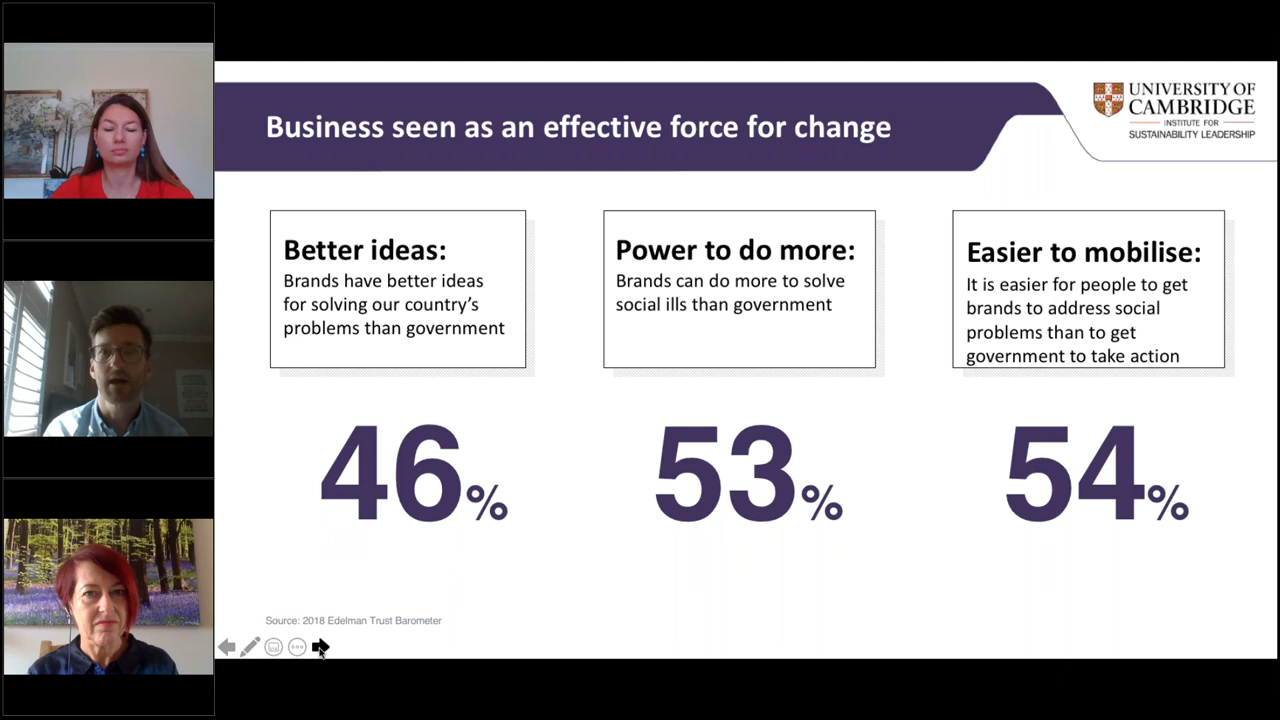 Business seen as an effective force for change
UNIVERSITY OF
CAMBRIDGE
INSTITUTE FOR
SUSTAINABILITY LEADERSHIP
Better ideas:
Brands have better ideas
for solving our country's
problems than government
46%
Power to do more:
Brands can do more to solve
social ills than government
53%
Easier to mobilise:
It is easier for people to get
brands to address social
problems than to get
government to take action
54%
Source: 2018 Edelman Trust Barometer